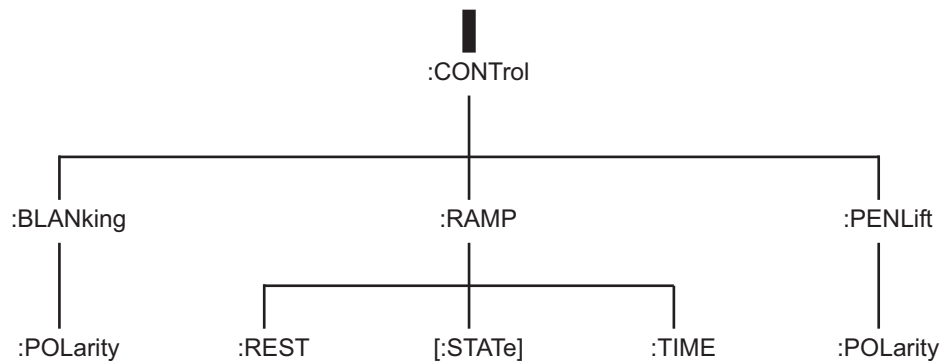 :CONTrol
:BLANking :RAMP :PENLift
:POLarity :REST [:STATe] :TIME :POLarity